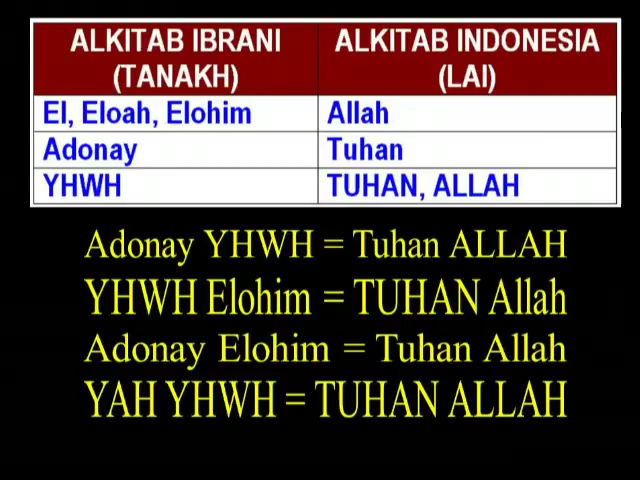 ALKITAB IBRANI
(TANAKH)
ALKITAB INDONESIA
(LAI)
El, Eloah, Elohim
Allah
Adonay
Tuhan
YHWH
TUHAN, ALLAH
Adonay YHWH = Tuhan ALLAH
YHWH Elohim = TUHAN Allah
Adonay Elohim = Tuhan Allah
YAH YHWH = TUHAN ALLAH